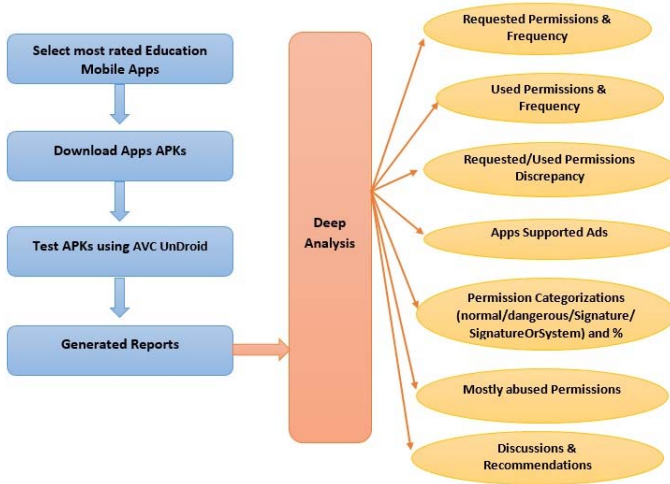 Select most rated Education
Mobile Apps
Download Apps APKs
Test APKs using AVC UnDroid
Generated Reports
Deep
Analysis
Requested Permissions &
Frequency
Used Permissions &
Frequency
Requested/Used Permissions
Discrepancy
Apps Supported Ads
Permission Categorizations
(normal/dangerous/Signature/
SignatureOrSystem) and %
Mostly abused Permissions
Discussions &
Recommendations